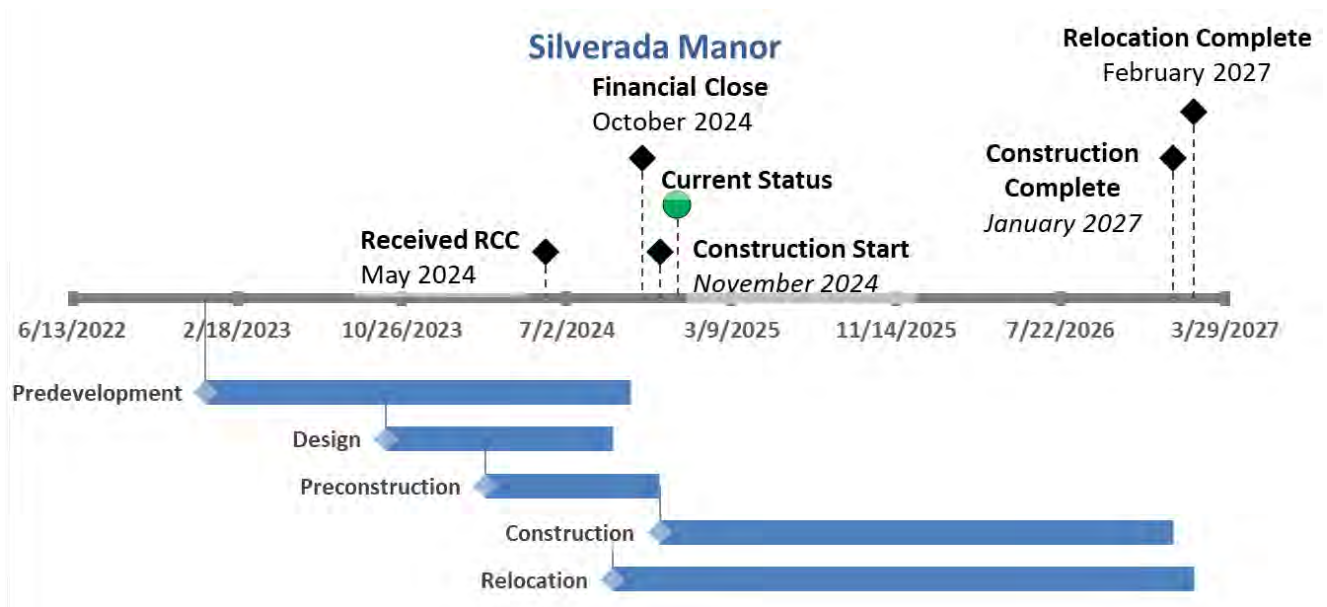 Silverada Manor
Relocation Complete
February 2027
Financial Close
October 2024
Construction
Complete
January 2027
Current Status
Received RCC
May 2024
Construction Start
November 2024
6/13/2022 2/18/2023 10/26/2023 7/2/2024 3/9/2025 11/14/2025 7/22/2026 3/29/2027
Predevelopment
Design
Preconstruction
Construction
Relocation